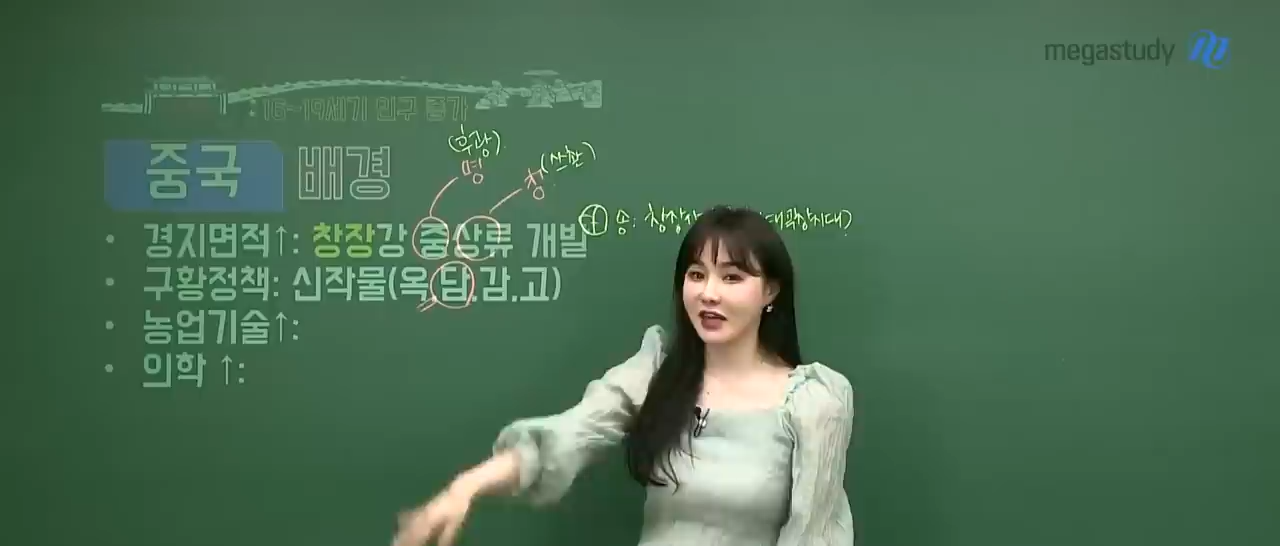 megastudy
16~19세기 인구 증가
(호광)
명
청 (쓰촨)
중국 배경
송: 창장
• 경지면적↑: 창장강 중상류 개발
• 구황정책: 신작물(옥,담,감,고)
• 농업기술↑:
• 의학 ↑: